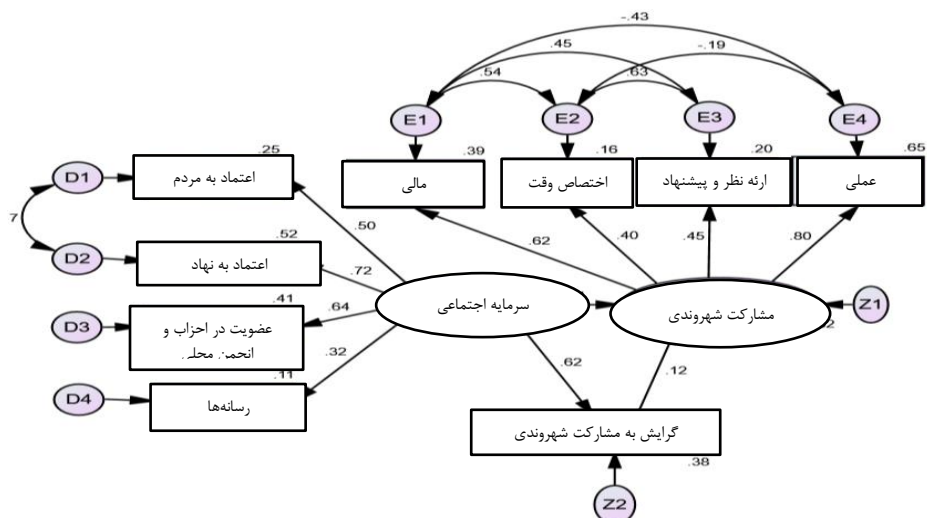 -.43
.45
-.19
.54
.63
E1
E2
E3
E4
.39
.16
.20
.65
مالی
اختصاص وقت
ارئه نظر و پیشنهاد
عملی
D1
.25
اعتماد به مردم
7
D2
.52
اعتماد به نهاد
D3
.41
عضویت در احزاب و
انجمن محلی
D4
.11
رسانه‌ها
.50
.72
.64
.32
سرمایه اجتماعی
.62
.40
.45
.80
مشارکت شهروندی
Z1
2
.62
.12
گرایش به مشارکت شهروندی
.38
Z2